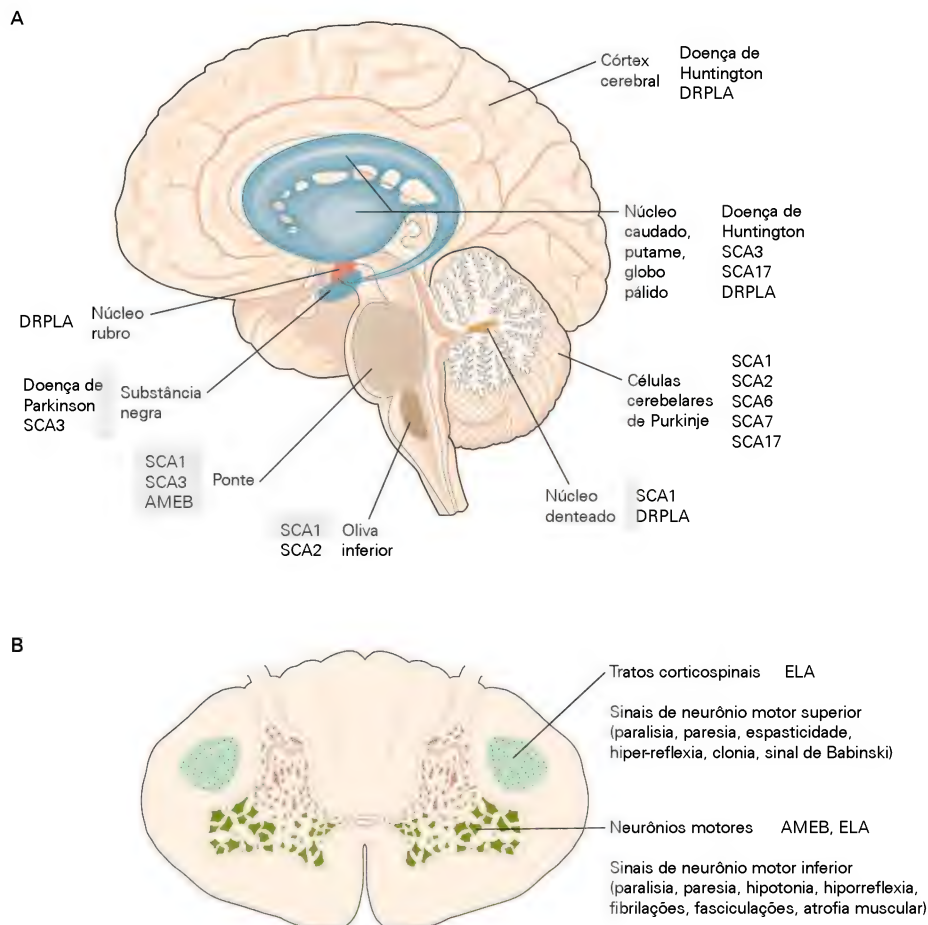 A
Córtex
cerebral
Doença de
Huntington
DRPLA
Núcleo
caudado,
putame,
globo
pálido
Doença de
Huntington
SCA3
SCA17
DRPLA
DRPLA
Núcleo
rubro
Doença de
Parkinson
SCA3
Substância
negra
Células
cerebelares
de Purkinje
SCA1
SCA2
SCA6
SCA7
SCA17
SCA1
SCA3
AMEB
Ponte
Núcleo
denteado
SCA1
DRPLA
SCA1
SCA2
Oliva
inferior
B
Tratos corticospinais ELA
Sinais de neurônio motor superior
(paralisia, paresia, espasticidade,
hiper-reflexia, clonia, sinal de Babinski)
Neurônios motores AMEB, ELA
Sinais de neurônio motor inferior
(paralisia, paresia, hipotonia, hiporreflexia,
fibrilações, fasciculações, atrofia muscular)